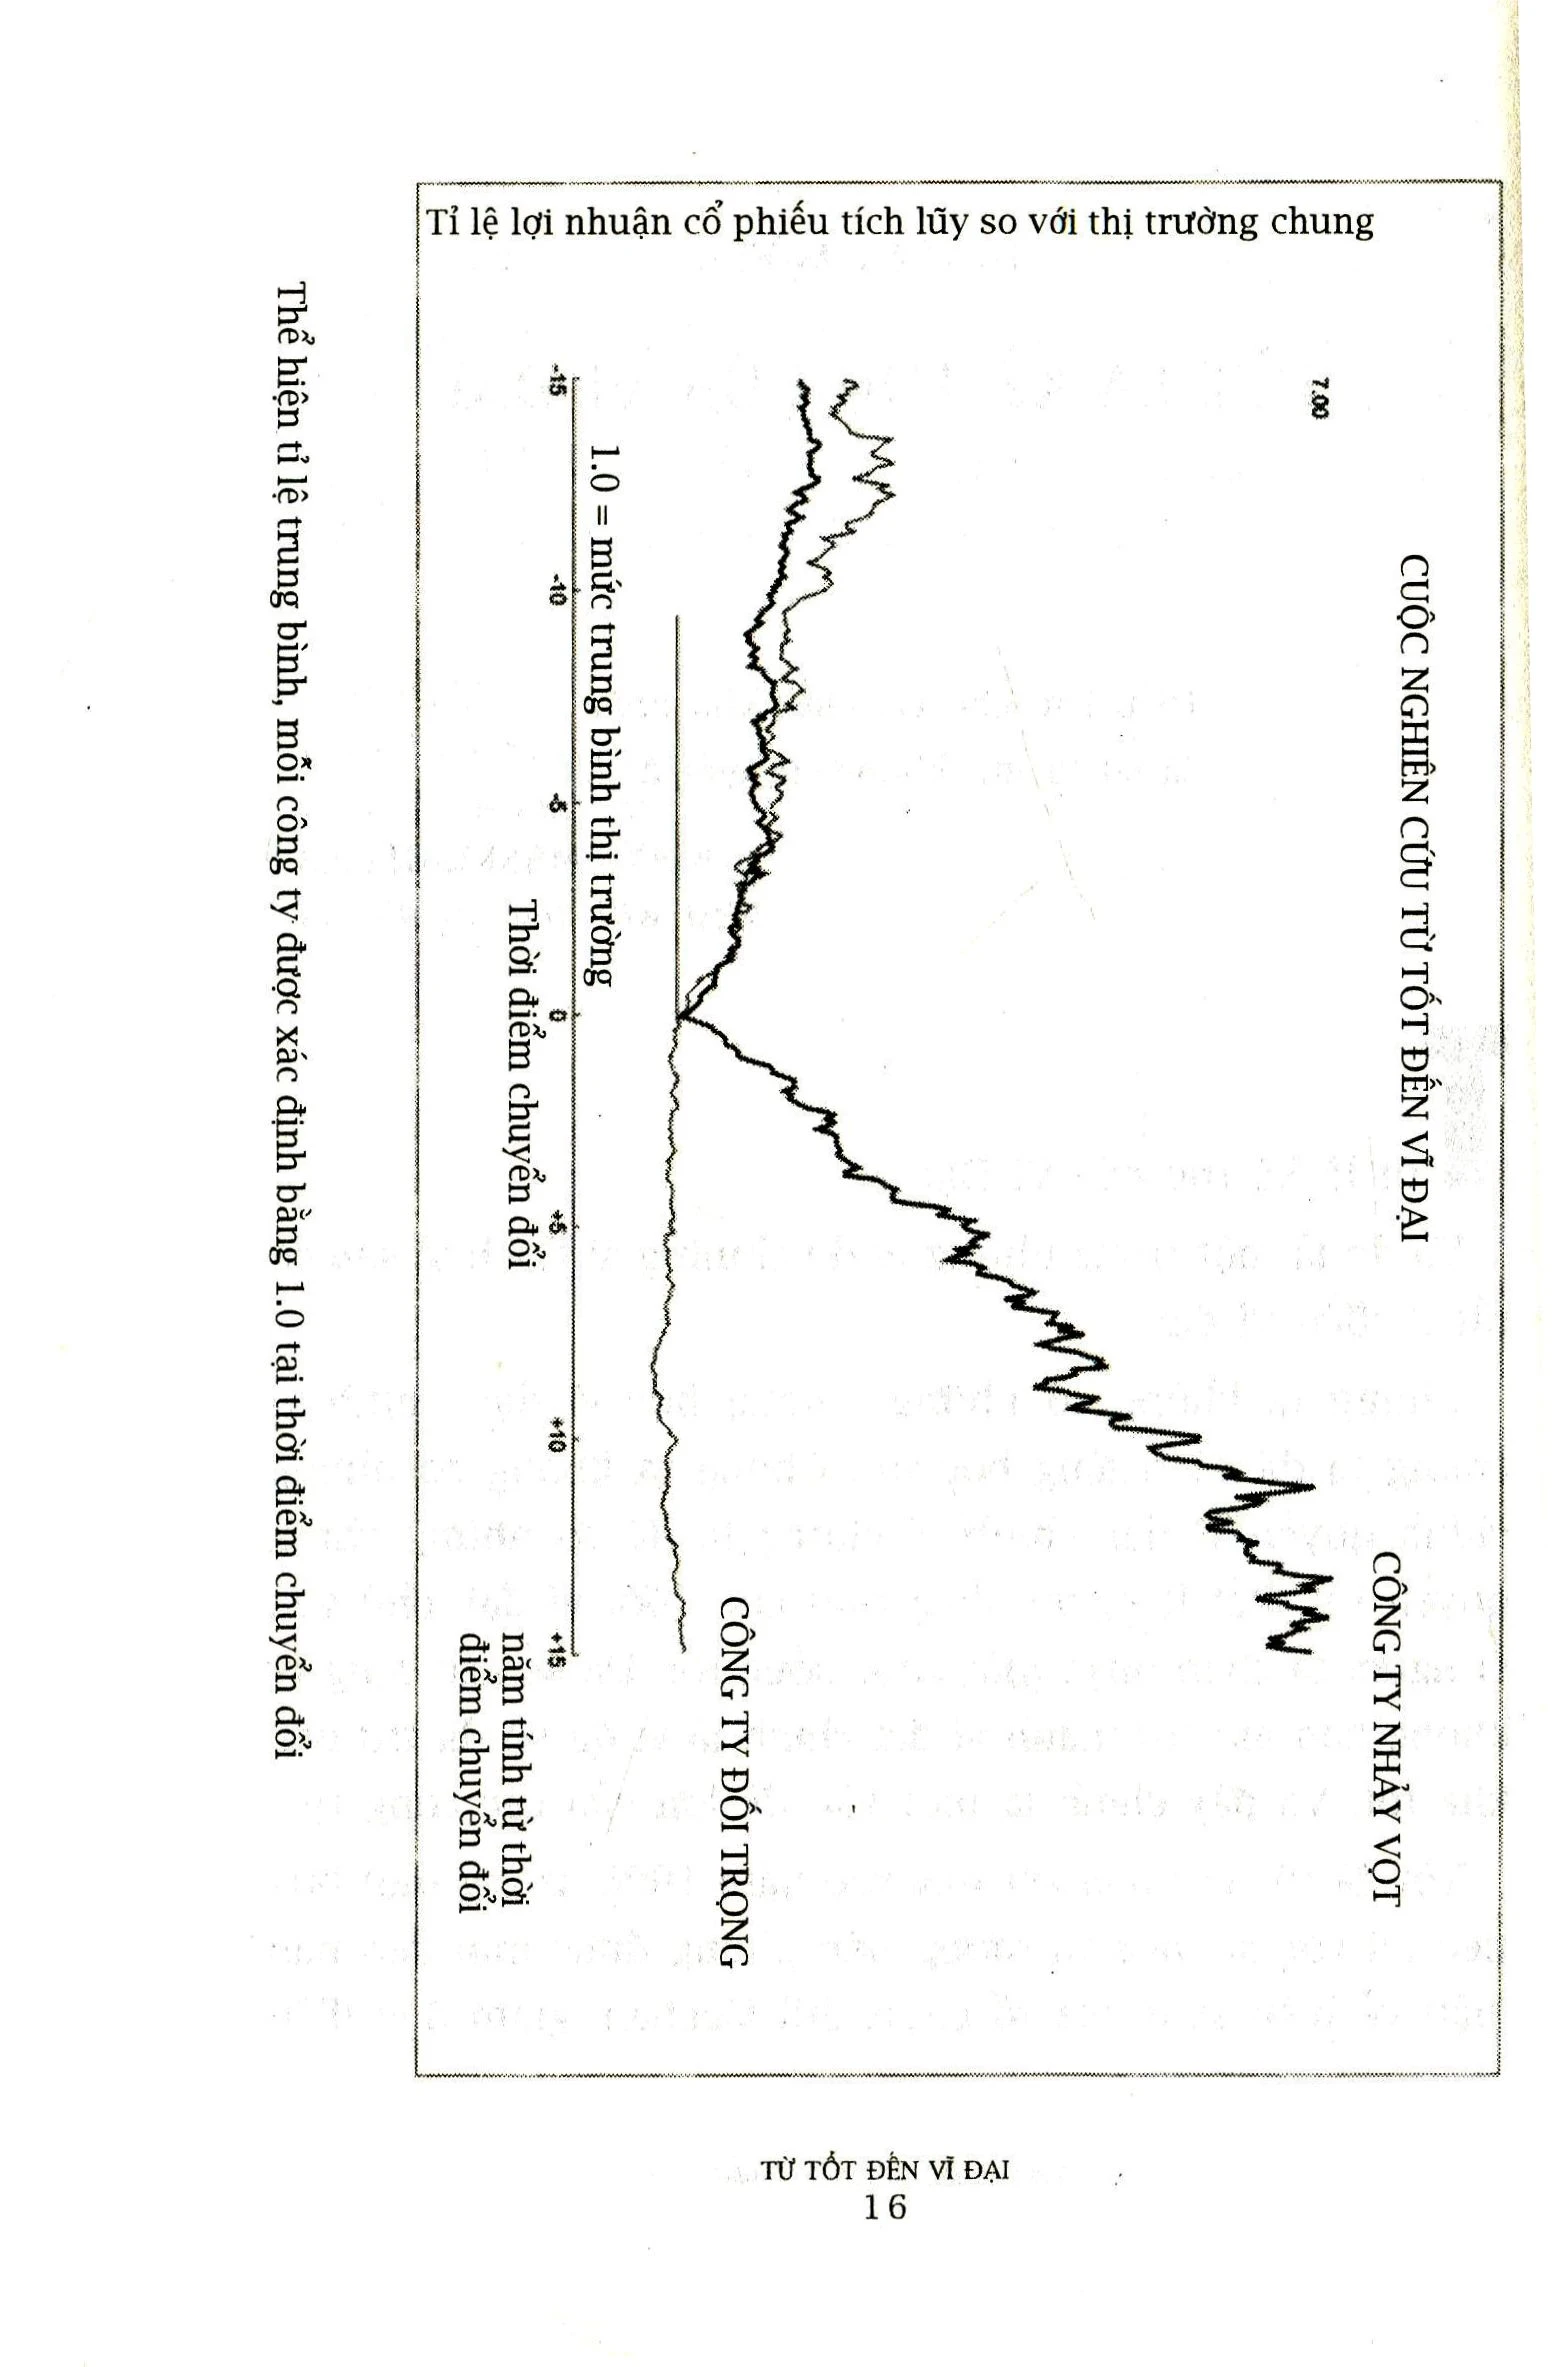 CUỘC NGHIÊN CỨU TỪ TỐT ĐẾN VĨ ĐẠI
Tỉ lệ lợi nhuận cổ phiếu tích lũy so với thị trường chung
7.00
CÔNG TY NHẢY VỌT
CÔNG TY ĐỐI TRỌNG
1.0 = mức trung bình thị trường
-15 -10 -5 0 +5 +10 +15
Thời điểm chuyển đổi
năm tính từ thời
điểm chuyển đổi
Thể hiện tỉ lệ trung bình, mỗi công ty được xác định bằng 1.0 tại thời điểm chuyển đổi
TỪ TỐT ĐẾN VĨ ĐẠI
16